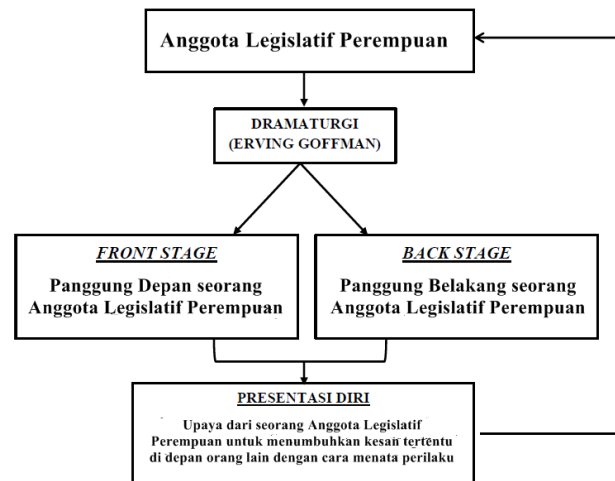 Anggota Legislatif Perempuan
DRAMATURGI
(ERVING GOFFMAN)
FRONT STAGE
Panggung Depan seorang
Anggota Legislatif Perempuan
BACK STAGE
Panggung Belakang seorang
Anggota Legislatif Perempuan
PRESENTASI DIRI
Upaya dari seorang Anggota Legislatif
Perempuan untuk menumbuhkan kesan tertentu
di depan orang lain dengan cara menata perilaku